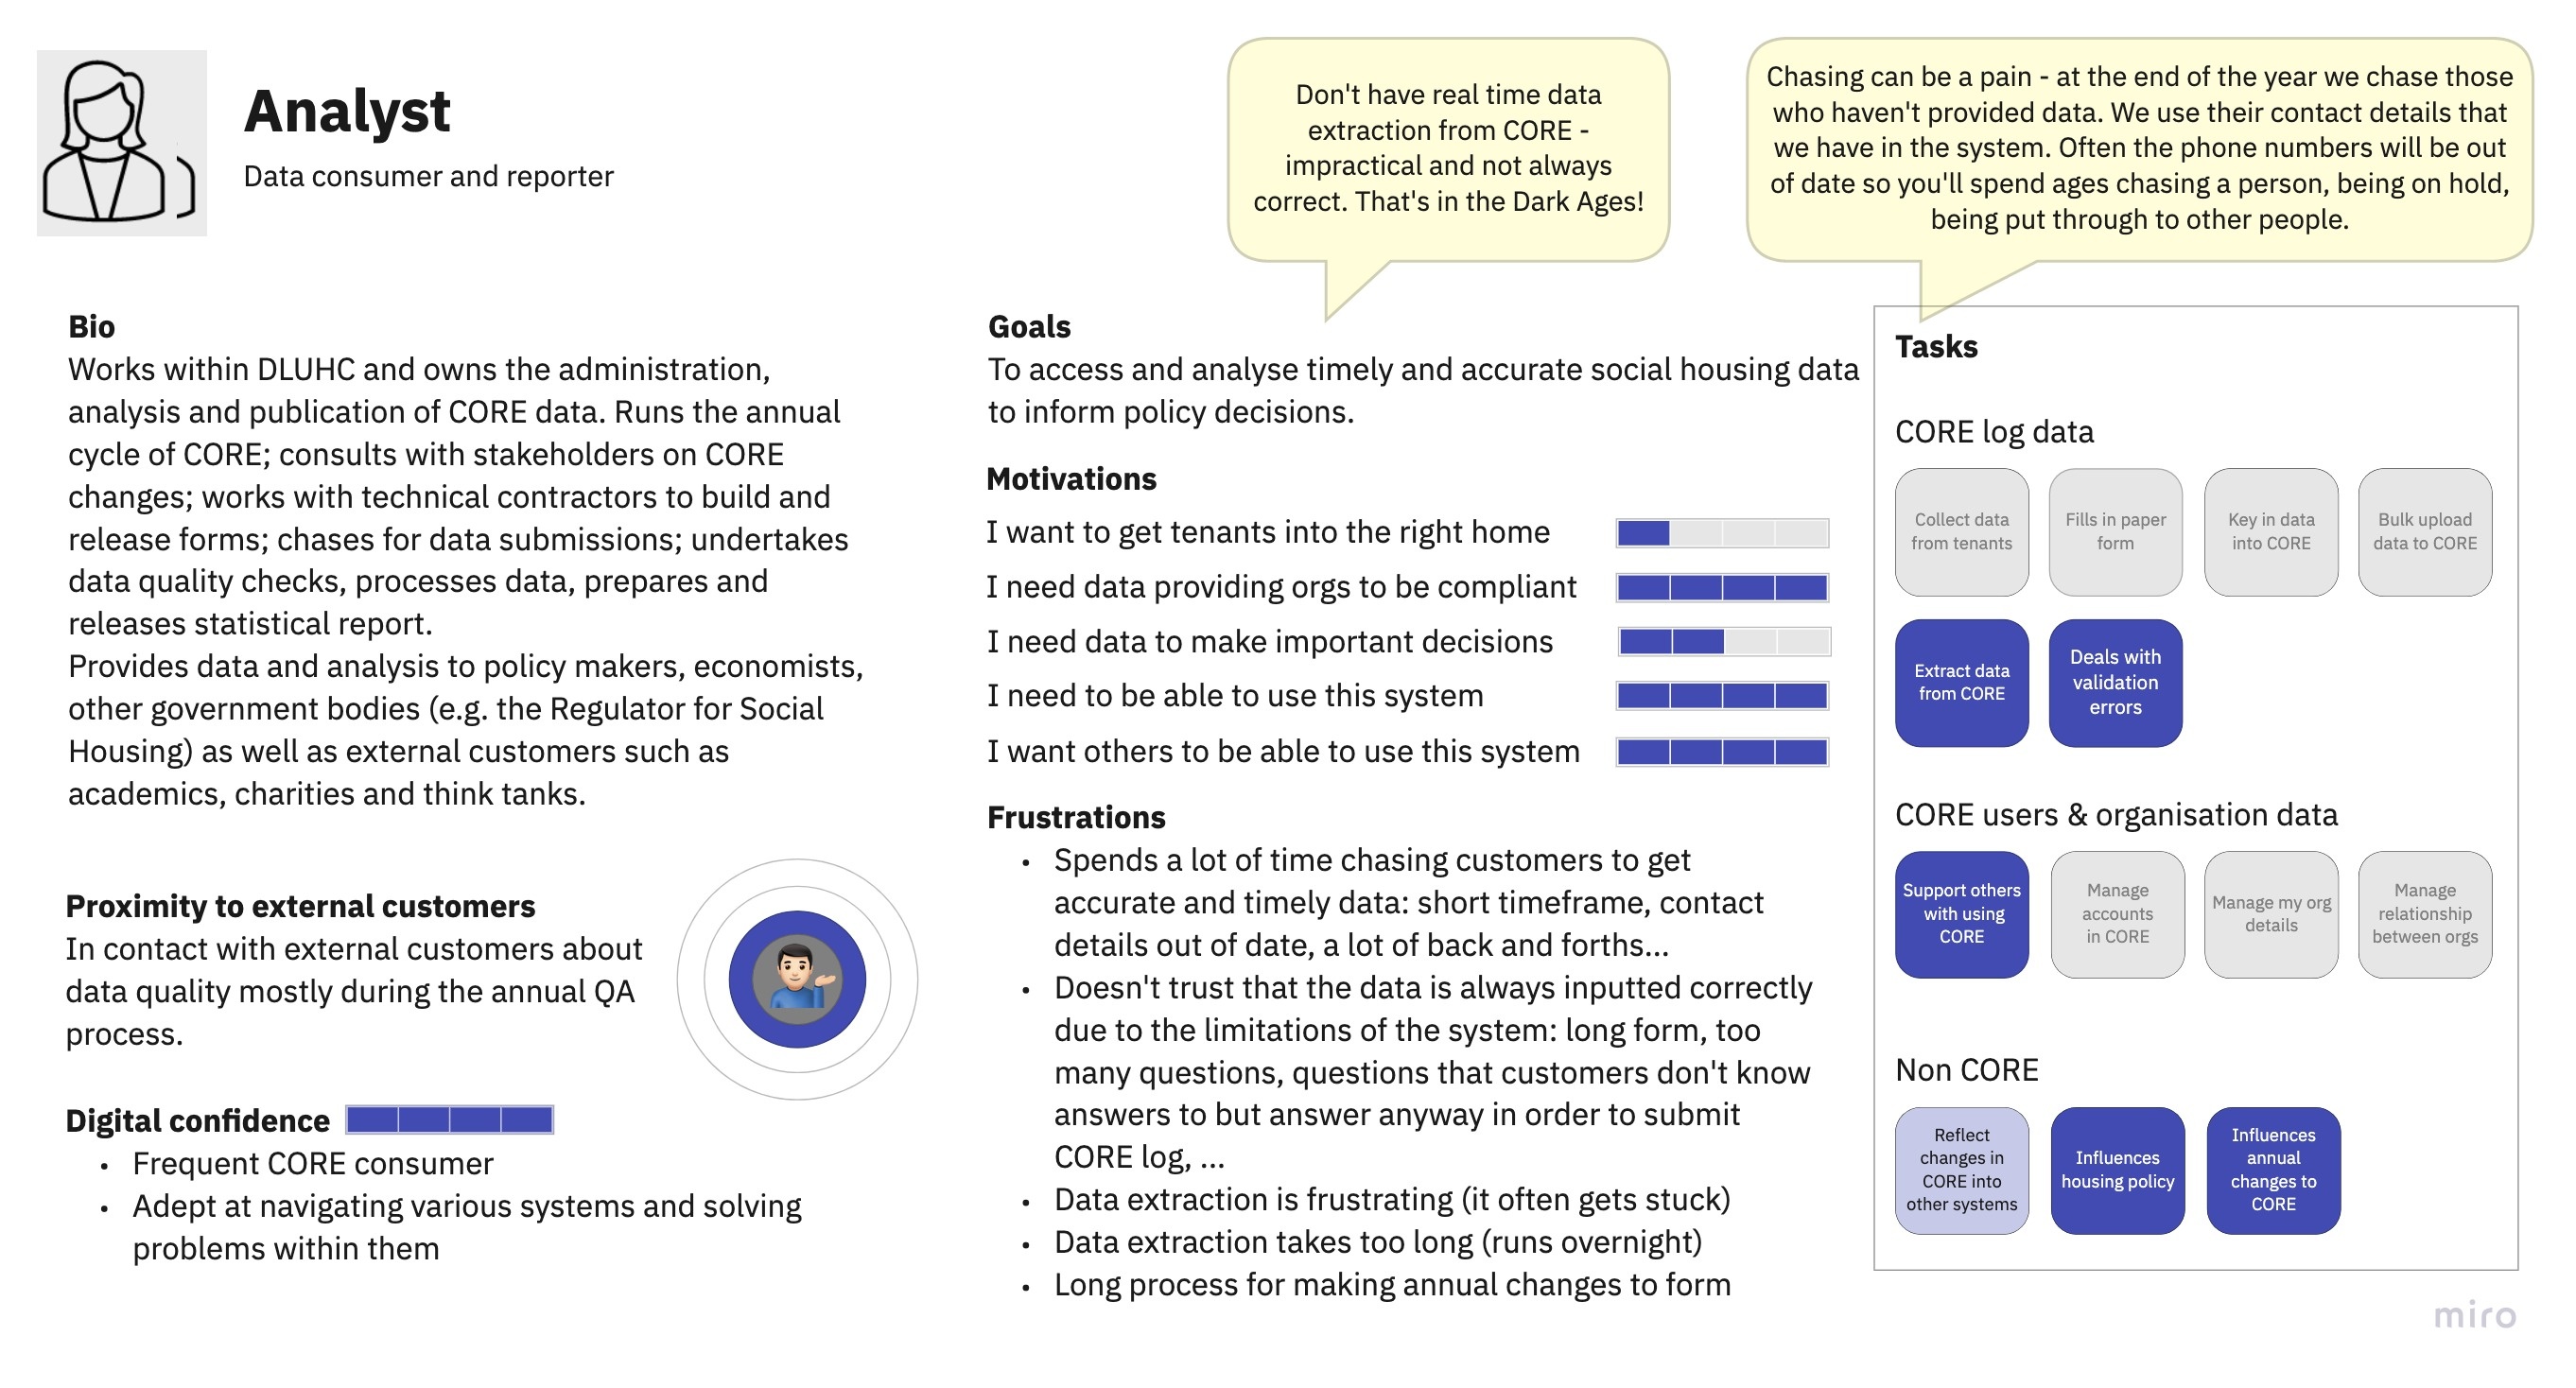 Analyst
Data consumer and reporter
Don't have real time data
extraction from CORE -
impractical and not always
correct. That's in the Dark Ages!
Chasing can be a pain - at the end of the year we chase those
who haven't provided data. We use their contact details that
we have in the system. Often the phone numbers will be out
of date so you'll spend ages chasing a person, being on hold,
being put through to other people.
Bio
Works within DLUHC and owns the administration,
analysis and publication of CORE data. Runs the annual
cycle of CORE; consults with stakeholders on CORE
changes; works with technical contractors to build and
release forms; chases for data submissions; undertakes
data quality checks, processes data, prepares and
releases statistical report.
Provides data and analysis to policy makers, economists,
other government bodies (e.g. the Regulator for Social
Housing) as well as external customers such as
academics, charities and think tanks.
Proximity to external customers
In contact with external customers about
data quality mostly during the annual QA
process.
Digital confidence
• Frequent CORE consumer
• Adept at navigating various systems and solving
problems within them
Goals
To access and analyse timely and accurate social housing data
to inform policy decisions.
Motivations
I want to get tenants into the right home
I need data providing orgs to be compliant
I need data to make important decisions
I need to be able to use this system
I want others to be able to use this system
Frustrations
• Spends a lot of time chasing customers to get
accurate and timely data: short timeframe, contact
details out of date, a lot of back and forths...
• Doesn't trust that the data is always inputted correctly
due to the limitations of the system: long form, too
many questions, questions that customers don't know
answers to but answer anyway in order to submit
CORE log, ...
• Data extraction is frustrating (it often gets stuck)
• Data extraction takes too long (runs overnight)
• Long process for making annual changes to form
Tasks
CORE log data
Collect data
from tenants
Fills in paper
form
Key in data
into CORE
Bulk upload
data to CORE
Extract data
from CORE
Deals with
validation
errors
CORE users & organisation data
Support others
with using
CORE
Manage
accounts
in CORE
Manage my org
details
Manage
relationship
between orgs
Non CORE
Reflect
changes in
CORE into
other systems
Influences
housing policy
Influences
annual
changes to
CORE
miro